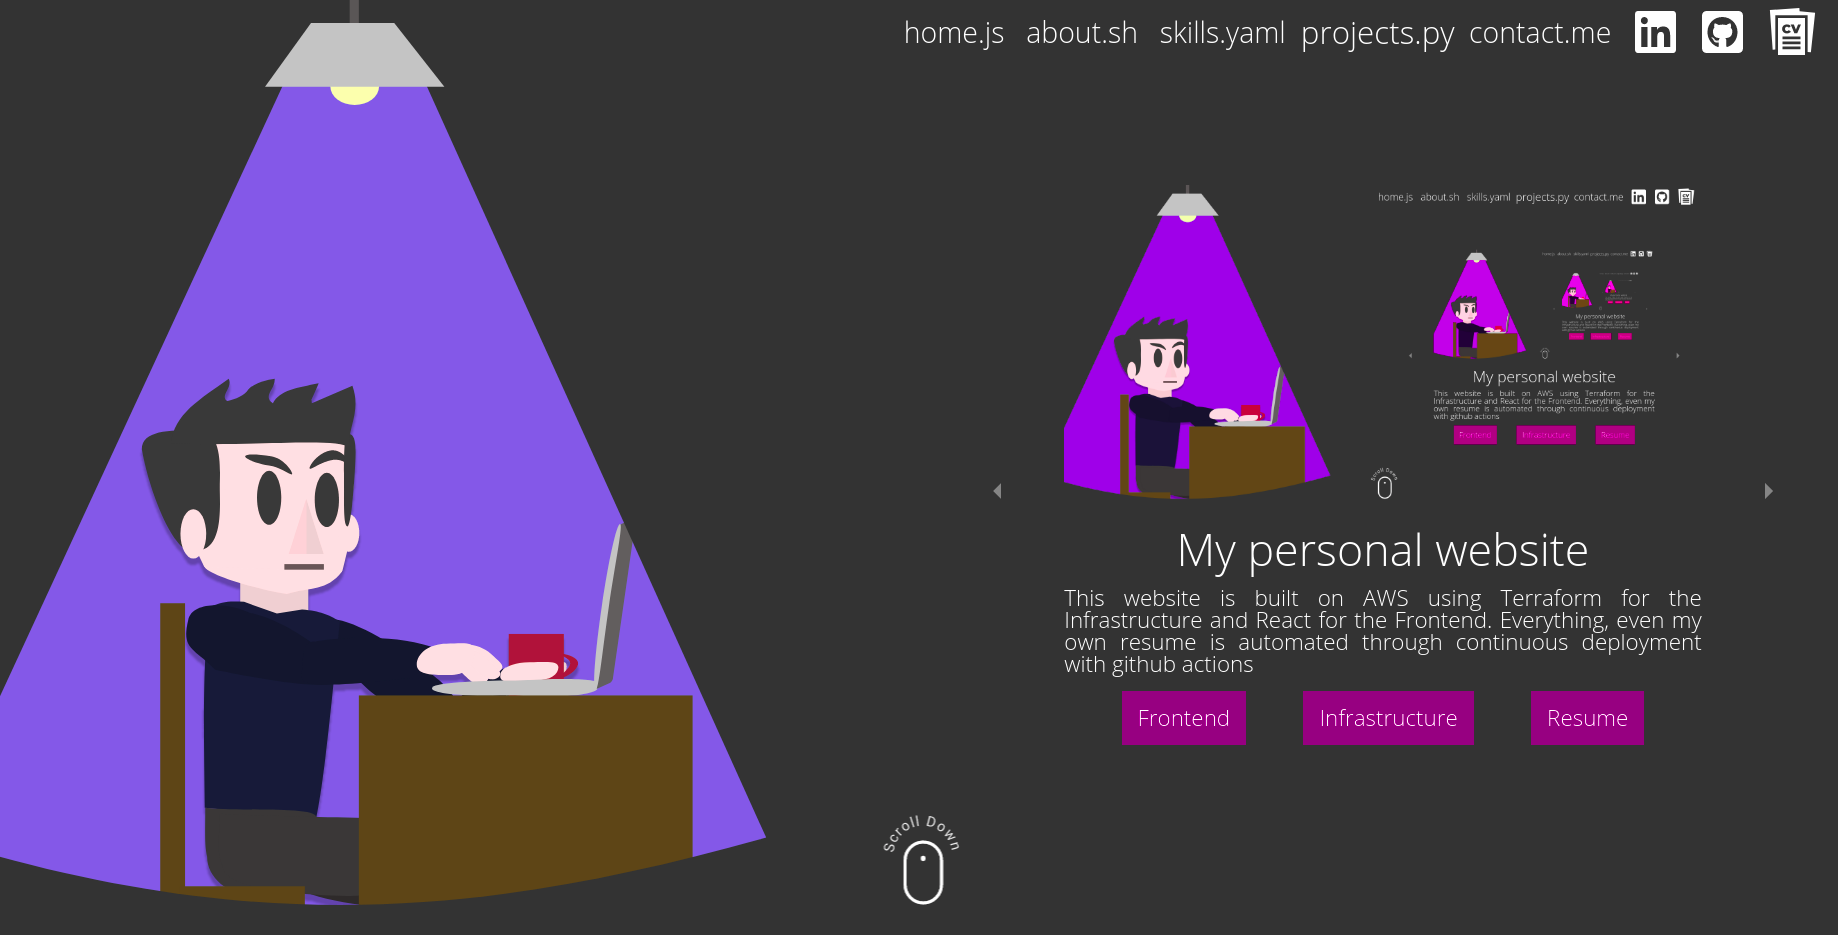 home.js about.sh skills.yaml projects.py contact.me
CV
home.js about.sh skills.yaml projects.py contact.me
CV
My personal website
This website is built on AWS using Terraform for the
Infrastructure and React for the Frontend. Everything, even my
own resume is automated through continuous deployment
with github actions
Frontend Infrastructure Resume
Scroll Down
My personal website
This website is built on AWS using Terraform for the
Infrastructure and React for the Frontend. Everything, even my
own resume is automated through continuous deployment
with github actions
Frontend Infrastructure Resume
Scroll Down
My personal website